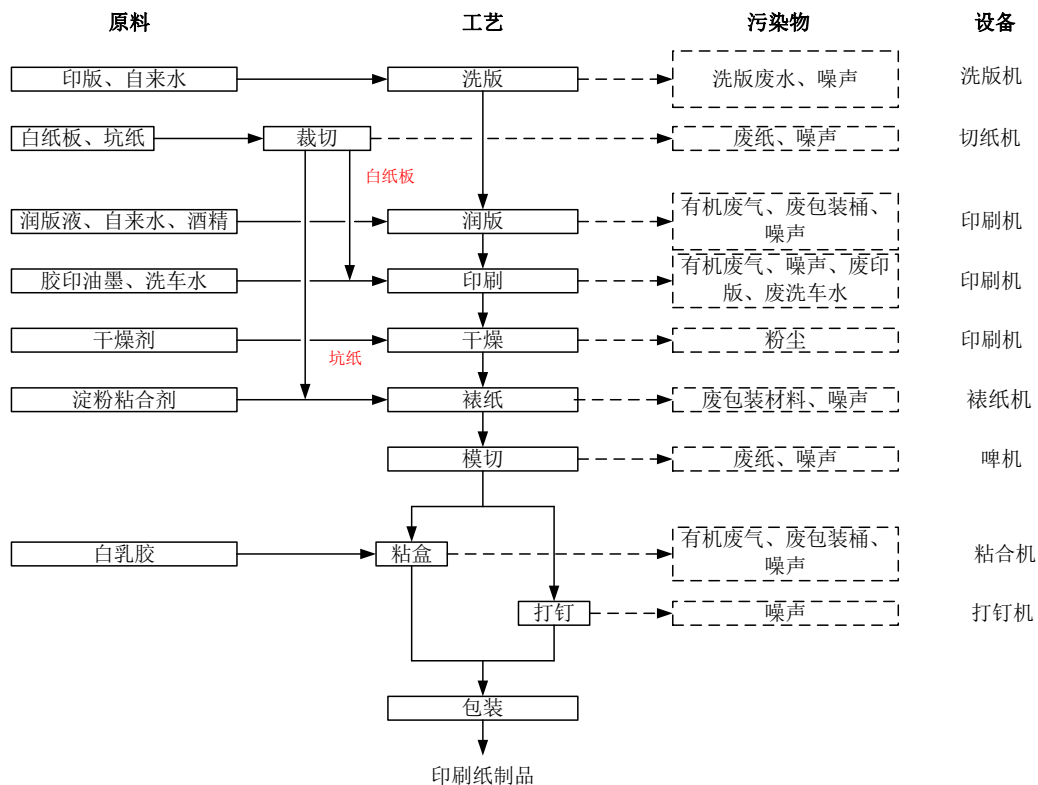 原料 工艺 污染物 设备
印版、自来水 洗版 洗版废水、噪声 洗版机
白纸板、坑纸 裁切 废纸、噪声 切纸机
白纸板
润版液、自来水、酒精 润版 有机废气、废包装桶、
噪声 印刷机
胶印油墨、洗车水 印刷 有机废气、噪声、废印
版、废洗车水 印刷机
干燥剂 干燥 粉尘 印刷机
坑纸
淀粉粘合剂 裱纸 废包装材料、噪声 裱纸机
模切 废纸、噪声 啤机
白乳胶 粘盒 有机废气、废包装桶、
噪声 粘合机
打钉 噪声 打钉机
包装
印刷纸制品